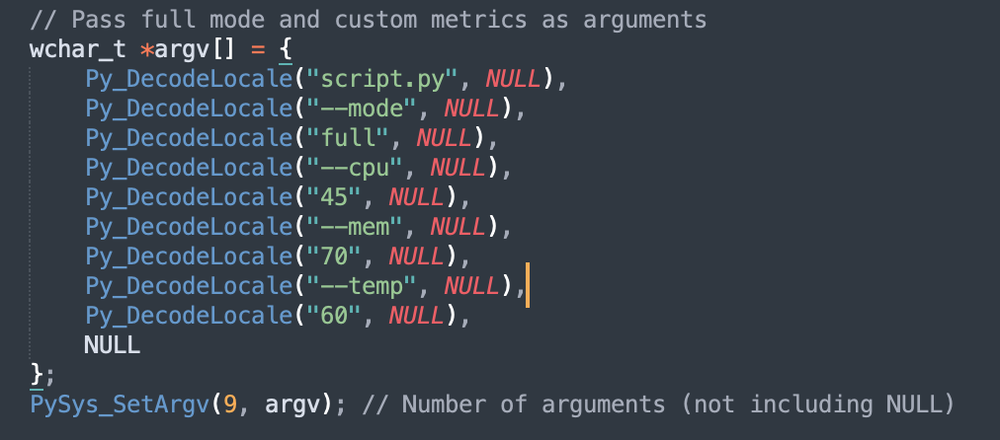 // Pass full mode and custom metrics as arguments
wchar_t *argv[] = {
    Py_DecodeLocale("script.py", NULL),
    Py_DecodeLocale("--mode", NULL),
    Py_DecodeLocale("full", NULL),
    Py_DecodeLocale("--cpu", NULL),
    Py_DecodeLocale("45", NULL),
    Py_DecodeLocale("--mem", NULL),
    Py_DecodeLocale("70", NULL),
    Py_DecodeLocale("--temp", NULL),
    Py_DecodeLocale("60", NULL),
    NULL
};
PySys_SetArgv(9, argv); // Number of arguments (not including NULL)